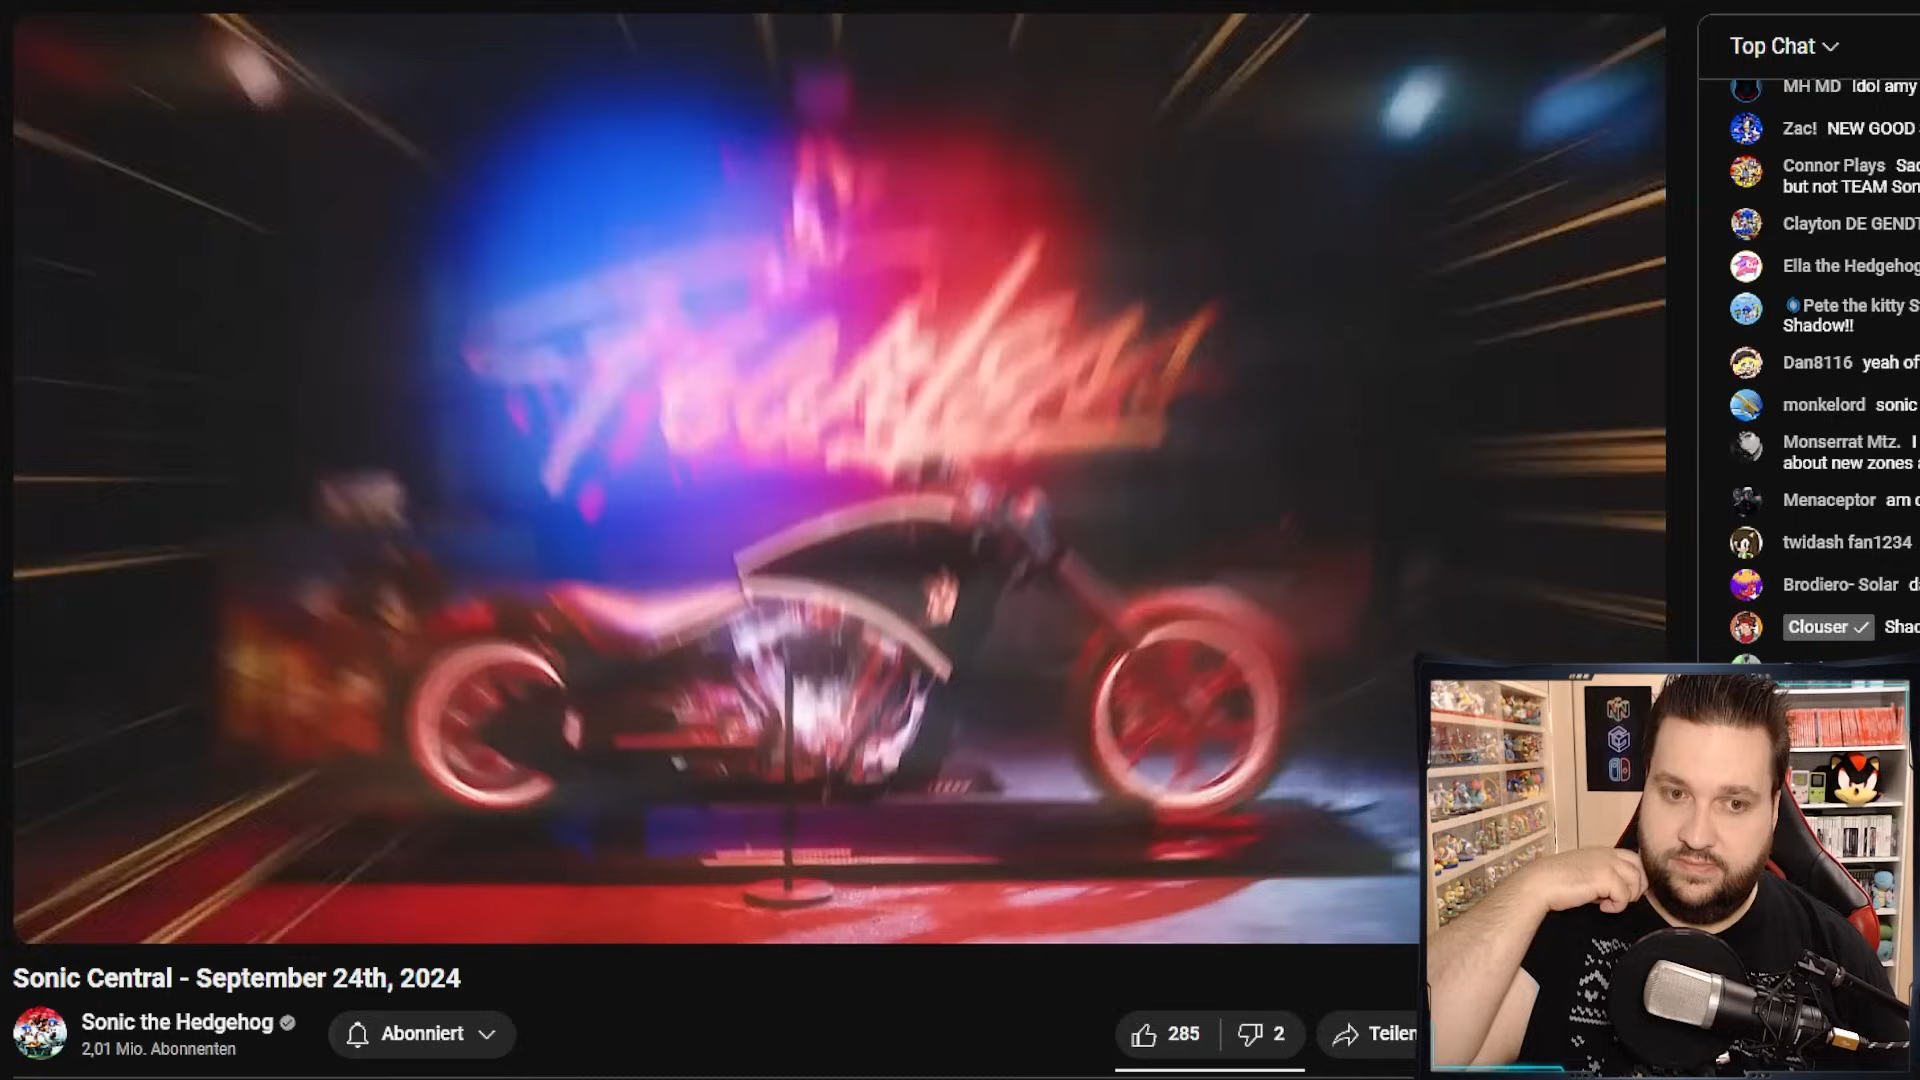 Top Chat
MH MD Idol amy
Zac! NEW GOOD
Connor Plays
but not TEAM
Clayton DE
Ella the Hedgehog
Pete the kitty
Shadow!!
Dan8116 yeah of
monkelord sonic
Monserrat Mtz. I
about new zones
Menaceptor am
twidash fan1234
Brodiero- Solar
Clouser
Sonic Central - September 24th, 2024
Sonic the Hedgehog
2,01 Mio. Abonnenten
Abonniert
285
2
Teilen